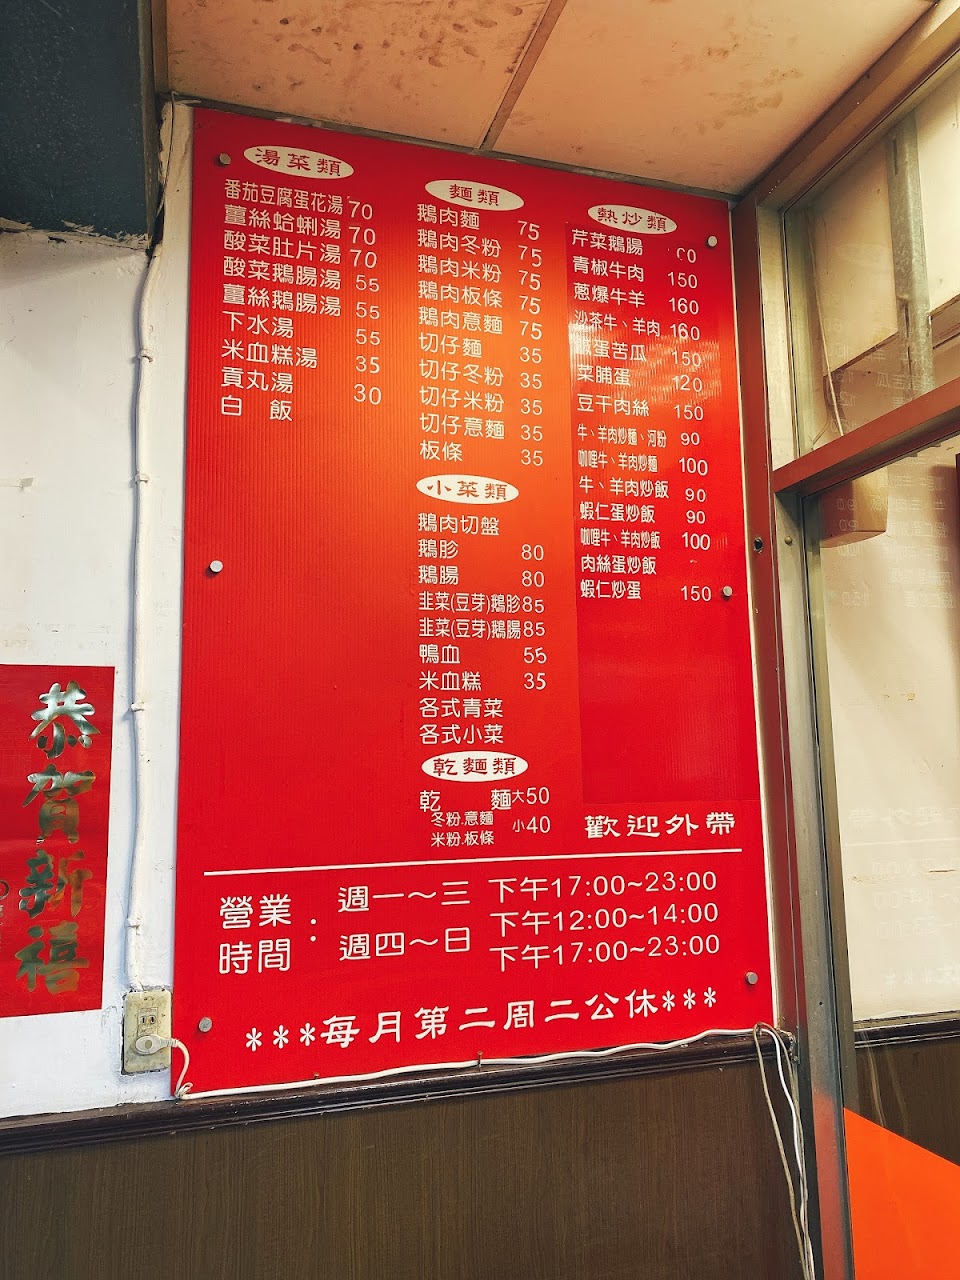 湯菜類
番茄豆腐蛋花湯 70
薑絲蛤蜊湯 70
酸菜肚片湯 70
酸菜鵝腸湯 55
薑絲鵝腸湯 55
下水湯 55
米血糕湯 35
貢丸湯 30
白 飯
麵類
鵝肉麵 75
鵝肉冬粉 75
鵝肉米粉 75
鵝肉板條 75
鵝肉意麵 75
切仔麵 35
切仔冬粉 35
切仔米粉 35
切仔意麵 35
板條 35
小菜類
鵝肉切盤
鵝胗 80
鵝腸 80
韭菜(豆芽)鵝胗85
韭菜(豆芽)鵝腸85
鴨血 55
米血糕 35
各式青菜
各式小菜
乾麵類
乾 麵大50
冬粉.意麵
米粉.板條 小40
熱炒類
芹菜鵝腸
青椒牛肉 150
蔥爆牛羊 160
沙茶牛、羊肉 160
蛋苦瓜 150
菜脯蛋 120
豆干肉絲 150
牛、羊肉炒麵、河粉 90
咖哩牛、羊肉炒麵 100
牛、羊肉炒飯 90
蝦仁蛋炒飯 90
咖哩牛、羊肉炒飯 100
肉絲蛋炒飯
蝦仁炒蛋 150
歡迎外帶
營業時間：
週一～三 下午17:00~23:00
週四～日 下午12:00~14:00
下午17:00~23:00
***每月第二周二公休***
恭賀新禧